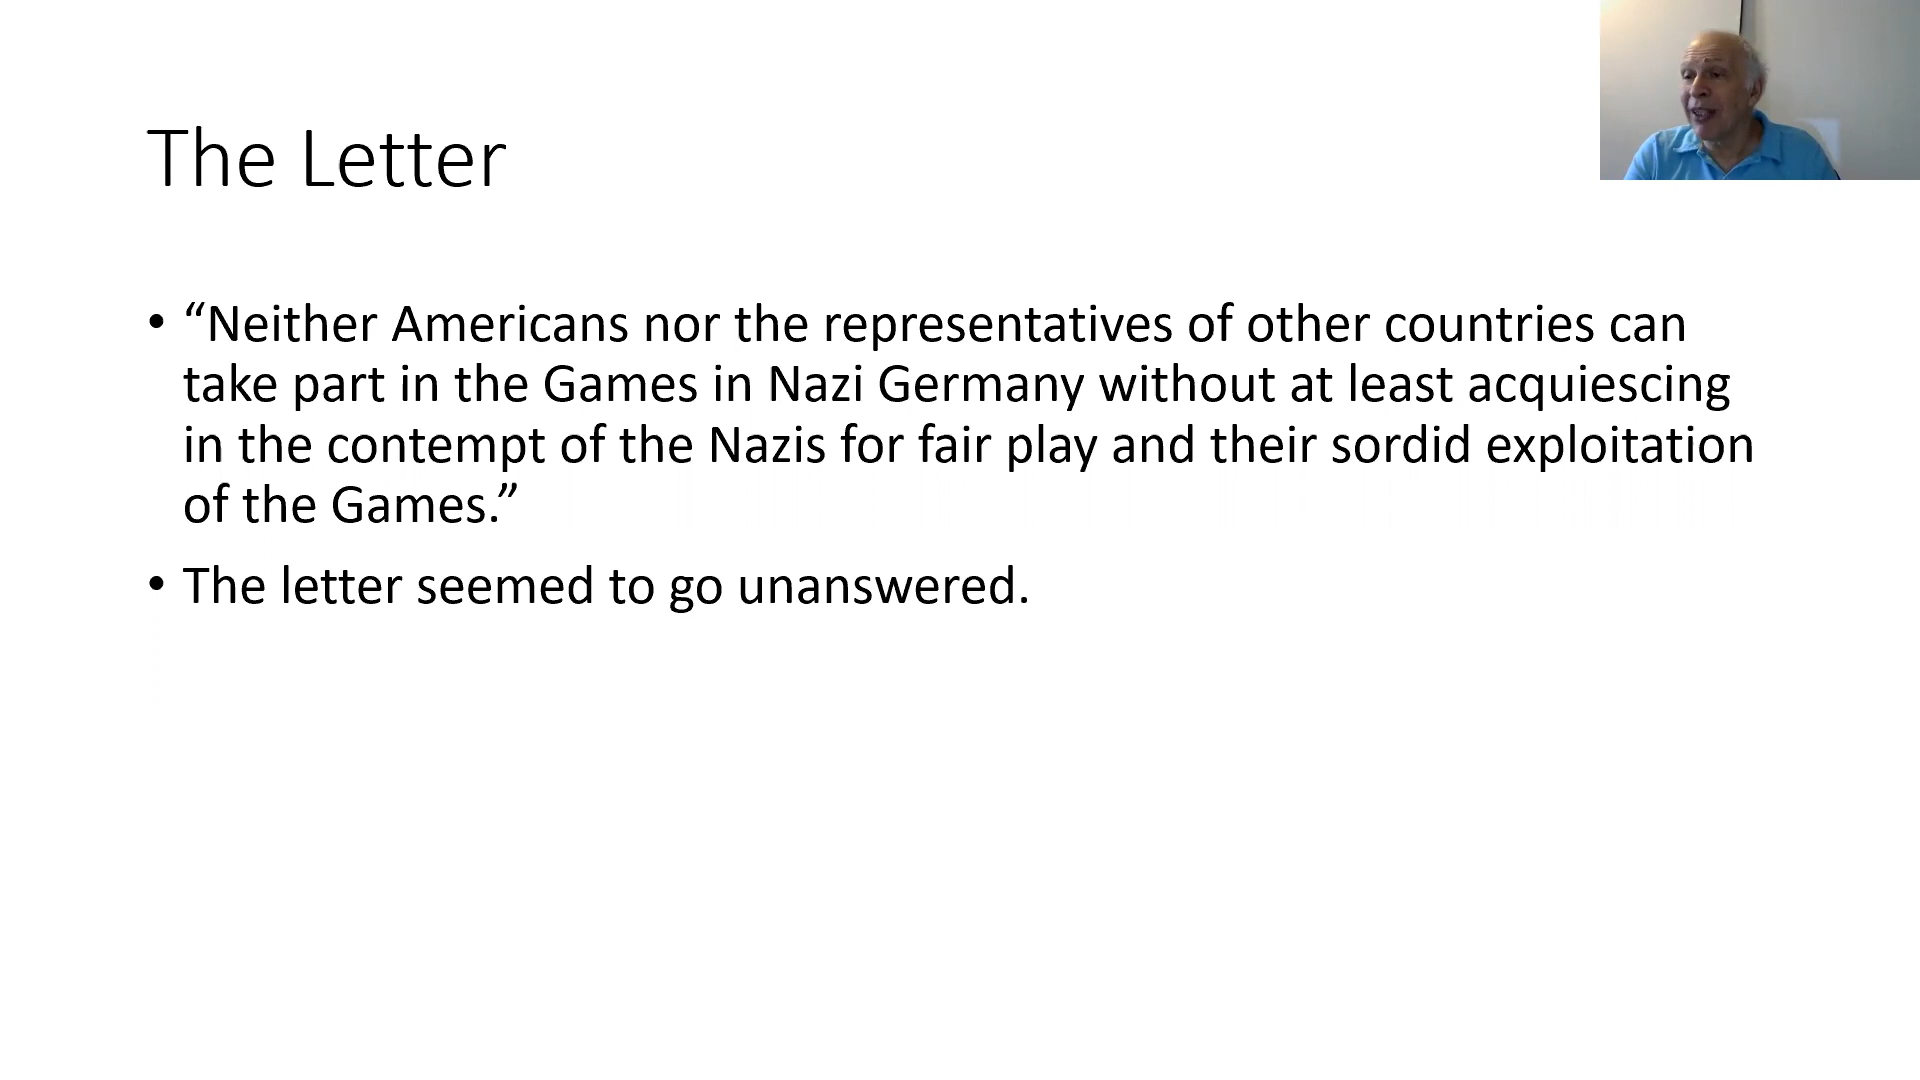 The Letter
• “Neither Americans nor the representatives of other countries can
take part in the Games in Nazi Germany without at least acquiescing
in the contempt of the Nazis for fair play and their sordid exploitation
of the Games.”
• The letter seemed to go unanswered.